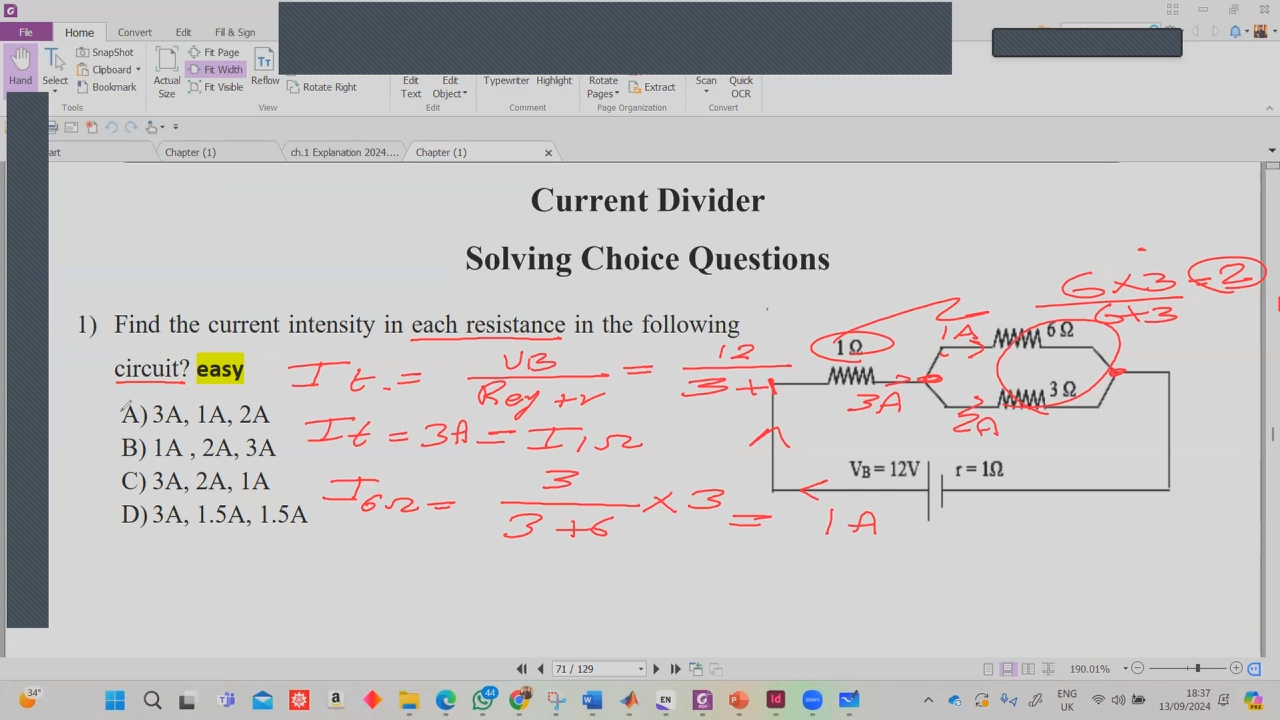 File Home Convert Edit Fill & Sign
SnapShot
Clipboard
Bookmark
Hand Select
Tools
Actual Size
Fit Page
Fit Width
Fit Visible
Reflow
Rotate Right
View
Edit Text Edit Object
Edit
Typewriter Highlight
Comment
Rotate Pages Extract
Page Organization
Scan Quick OCR
Convert
art Chapter (1) ch.1 Explanation 2024.... Chapter (1)
Current Divider
Solving Choice Questions
1) Find the current intensity in each resistance in the following
circuit? easy
A) 3A, 1A, 2A
B) 1A , 2A, 3A
C) 3A, 2A, 1A
D) 3A, 1.5A, 1.5A
It = VB / Req + r = 12 / 3+1
It = 3A = I1Ω
I6Ω = 3 / 3+6 × 3 = 1A
6×3 / 6×3 = 2
1Ω
3A
1A
6Ω
2A
3Ω
VB = 12V r = 1Ω
71 / 129
190.01%
34°
44
EN
ENG
UK
18:37
13/09/2024